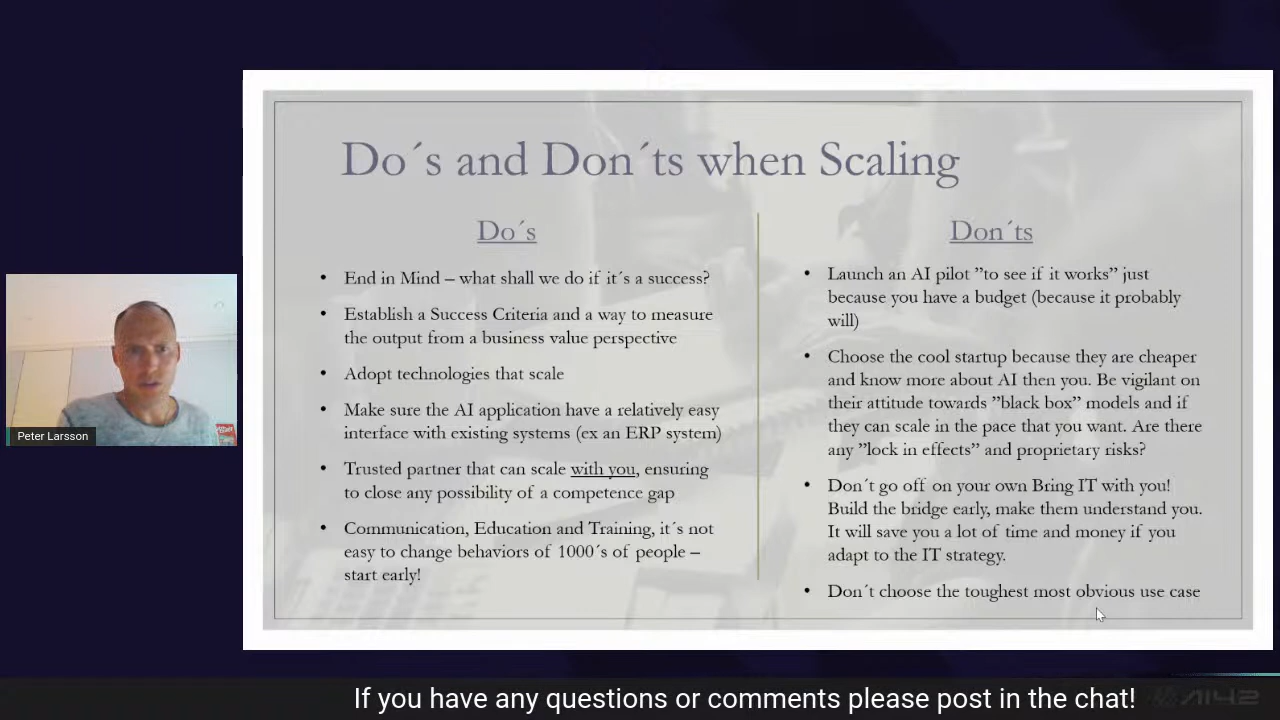 Do´s and Don´ts when Scaling
Do´s
• End in Mind – what shall we do if it´s a success?
• Establish a Success Criteria and a way to measure
the output from a business value perspective
• Adopt technologies that scale
• Make sure the AI application have a relatively easy
interface with existing systems (ex an ERP system)
• Trusted partner that can scale with you, ensuring
to close any possibility of a competence gap
• Communication, Education and Training, it´s not
easy to change behaviors of 1000´s of people –
start early!
Don´ts
• Launch an AI pilot ”to see if it works” just
because you have a budget (because it probably
will)
• Choose the cool startup because they are cheaper
and know more about AI then you. Be vigilant on
their attitude towards ”black box” models and if
they can scale in the pace that you want. Are there
any ”lock in effects” and proprietary risks?
• Don´t go off on your own Bring IT with you!
Build the bridge early, make them understand you.
It will save you a lot of time and money if you
adapt to the IT strategy.
• Don´t choose the toughest most obvious use case
Peter Larsson
If you have any questions or comments please post in the chat!
AI42